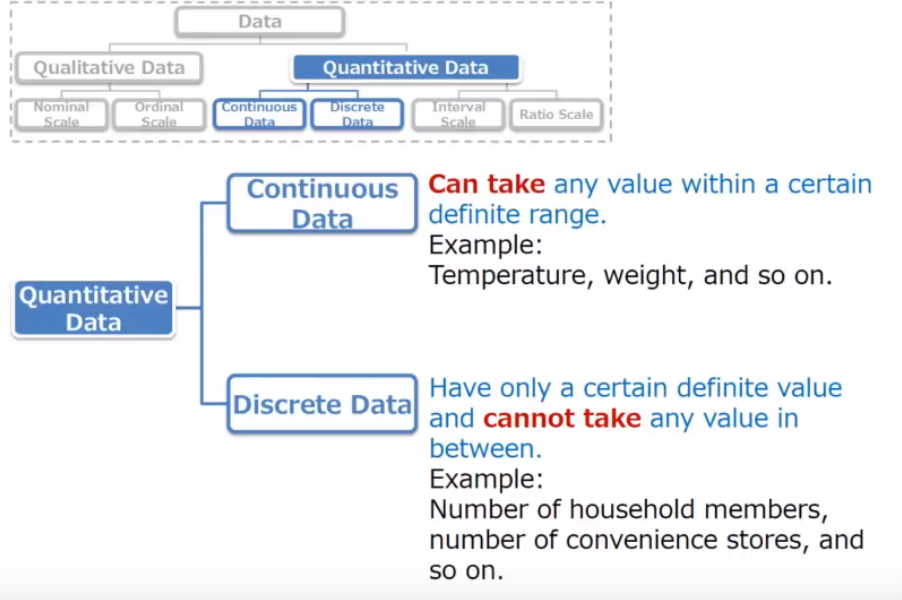 Data
Qualitative Data
Quantitative Data
Nominal
Scale
Ordinal
Scale
Continuous
Data
Discrete
Data
Interval
Scale
Ratio Scale
Continuous
Data
Can take any value within a certain
definite range.
Example:
Temperature, weight, and so on.
Quantitative
Data
Discrete Data
Have only a certain definite value
and cannot take any value in
between.
Example:
Number of household members,
number of convenience stores, and
so on.